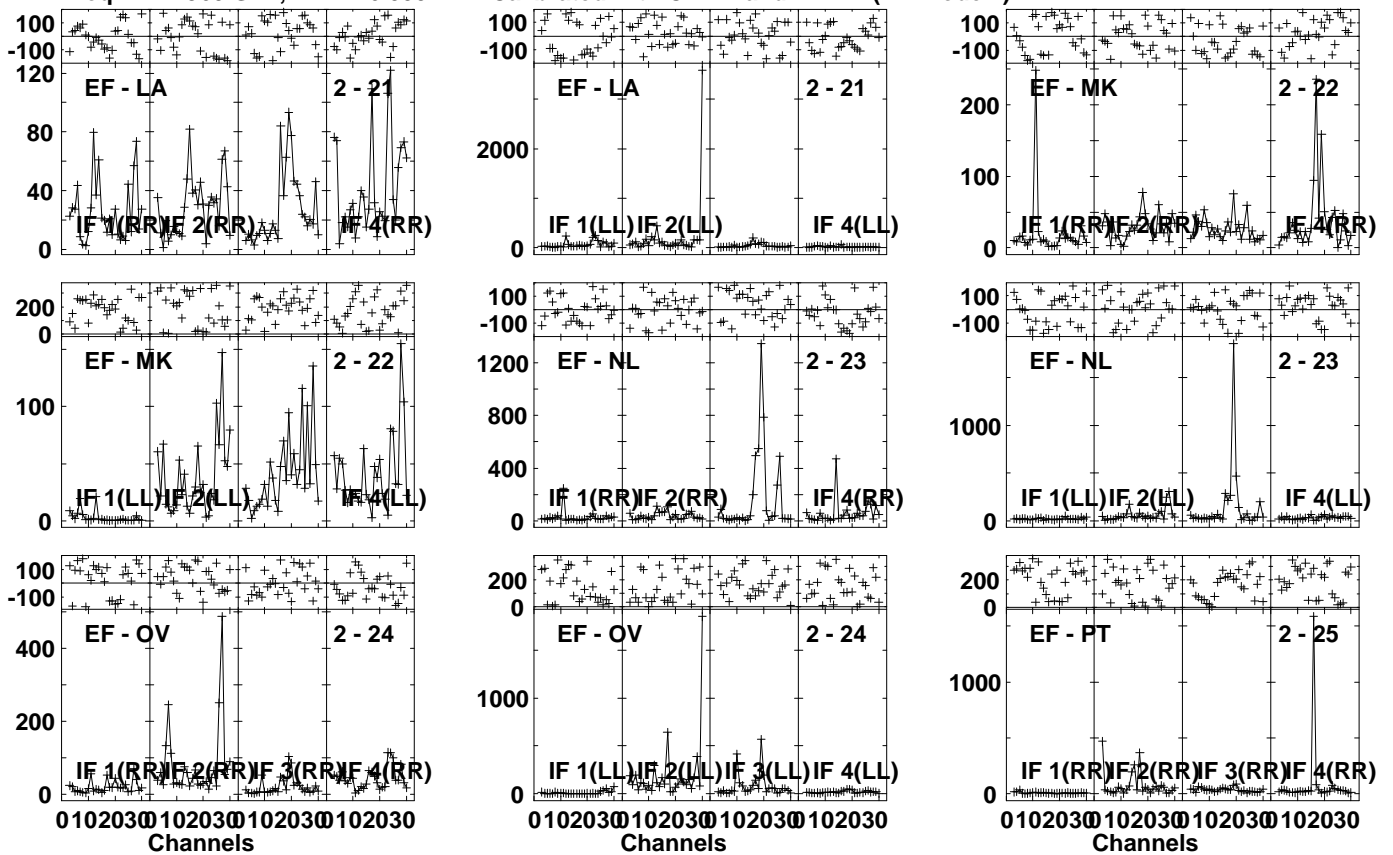 100
-100
120
80
40
0
EF - LA
2 - 21
IF 1(RR)
IF 2(RR)
IF 4(RR)
100
-100
2000
0
EF - LA
2 - 21
IF 1(LL)
IF 2(LL)
IF 4(LL)
100
-100
200
100
0
EF - MK
2 - 22
IF 1(RR)
IF 2(RR)
IF 4(RR)
200
0
100
0
EF - MK
2 - 22
IF 1(LL)
IF 2(LL)
IF 4(LL)
100
-100
1200
800
400
0
EF - NL
2 - 23
IF 1(RR)
IF 2(RR)
IF 4(RR)
100
-100
1000
0
EF - NL
2 - 23
IF 1(LL)
IF 2(LL)
IF 4(LL)
100
-100
400
200
0
EF - OV
2 - 24
IF 1(RR)
IF 2(RR)
IF 3(RR)
IF 4(RR)
0102030 0102030 0102030 0102030
Channels
200
0
1000
0
EF - OV
2 - 24
IF 1(LL)
IF 2(LL)
IF 3(LL)
IF 4(LL)
0102030 0102030 0102030 0102030
Channels
200
0
1000
0
EF - PT
2 - 25
IF 1(RR)
IF 2(RR)
IF 3(RR)
IF 4(RR)
0102030 0102030 0102030 0102030
Channels